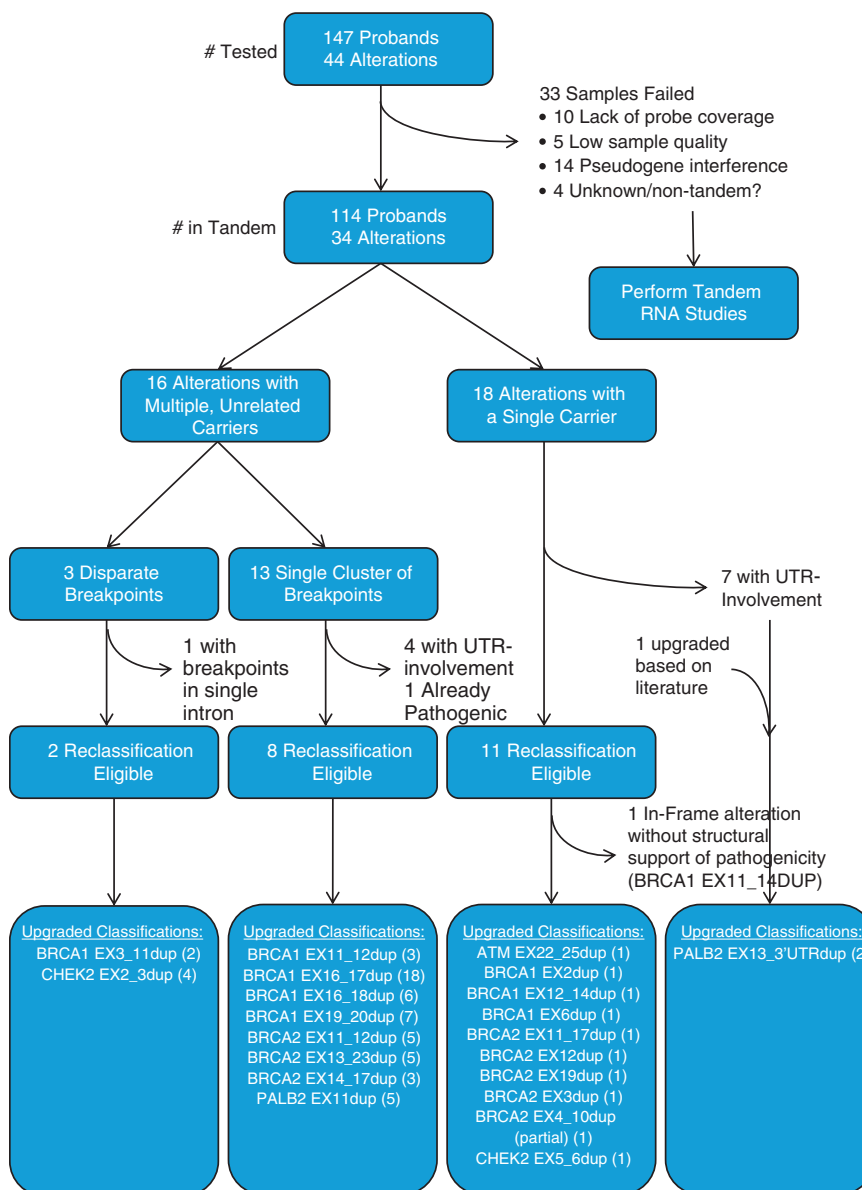 147 Probands
44 Alterations
# Tested
33 Samples Failed
• 10 Lack of probe coverage
• 5 Low sample quality
• 14 Pseudogene interference
• 4 Unknown/non-tandem?
114 Probands
34 Alterations
# in Tandem
Perform Tandem
RNA Studies
16 Alterations with
Multiple, Unrelated
Carriers
18 Alterations with
a Single Carrier
3 Disparate
Breakpoints
13 Single Cluster of
Breakpoints
7 with UTR-
Involvement
1 with
breakpoints
in single
intron
4 with UTR-
involvement
1 Already
Pathogenic
1 upgraded
based on
literature
2 Reclassification
Eligible
8 Reclassification
Eligible
11 Reclassification
Eligible
1 In-Frame alteration
without structural
support of pathogenicity
(BRCA1 EX11_14DUP)
Upgraded Classifications:
BRCA1 EX3_11dup (2)
CHEK2 EX2_3dup (4)
Upgraded Classifications:
BRCA1 EX11_12dup (3)
BRCA1 EX16_17dup (18)
BRCA1 EX16_18dup (6)
BRCA1 EX19_20dup (7)
BRCA2 EX11_12dup (5)
BRCA2 EX13_23dup (5)
BRCA2 EX14_17dup (3)
PALB2 EX11dup (5)
Upgraded Classifications:
ATM EX22_25dup (1)
BRCA1 EX2dup (1)
BRCA1 EX12_14dup (1)
BRCA1 EX6dup (1)
BRCA2 EX11_17dup (1)
BRCA2 EX12dup (1)
BRCA2 EX19dup (1)
BRCA2 EX3dup (1)
BRCA2 EX4_10dup
(partial) (1)
CHEK2 EX5_6dup (1)
Upgraded Classifications:
PALB2 EX13_3'UTRdup (2